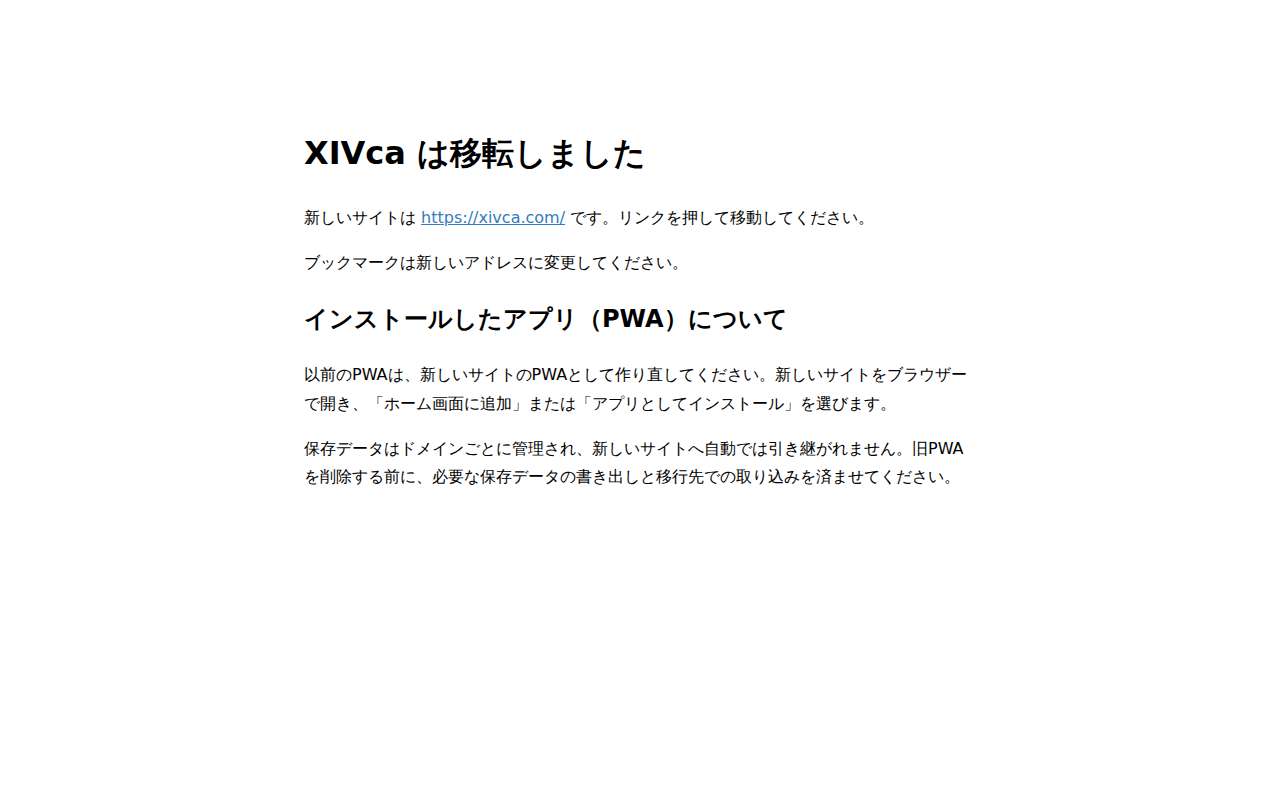 XIVca は移転しました
新しいサイトは https://xivca.com/ です。リンクを押して移動してください。
ブックマークは新しいアドレスに変更してください。
インストールしたアプリ（PWA）について
以前のPWAは、新しいサイトのPWAとして作り直してください。新しいサイトをブラウザー
で開き、「ホーム画面に追加」または「アプリとしてインストール」を選びます。
保存データはドメインごとに管理され、新しいサイトへ自動では引き継がれません。旧PWA
を削除する前に、必要な保存データの書き出しと移行先での取り込みを済ませてください。